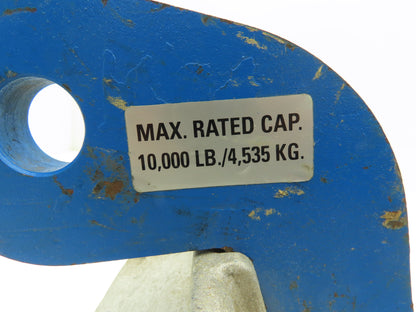 MAX. RATED CAP.
10,000 LB./4,535 KG.